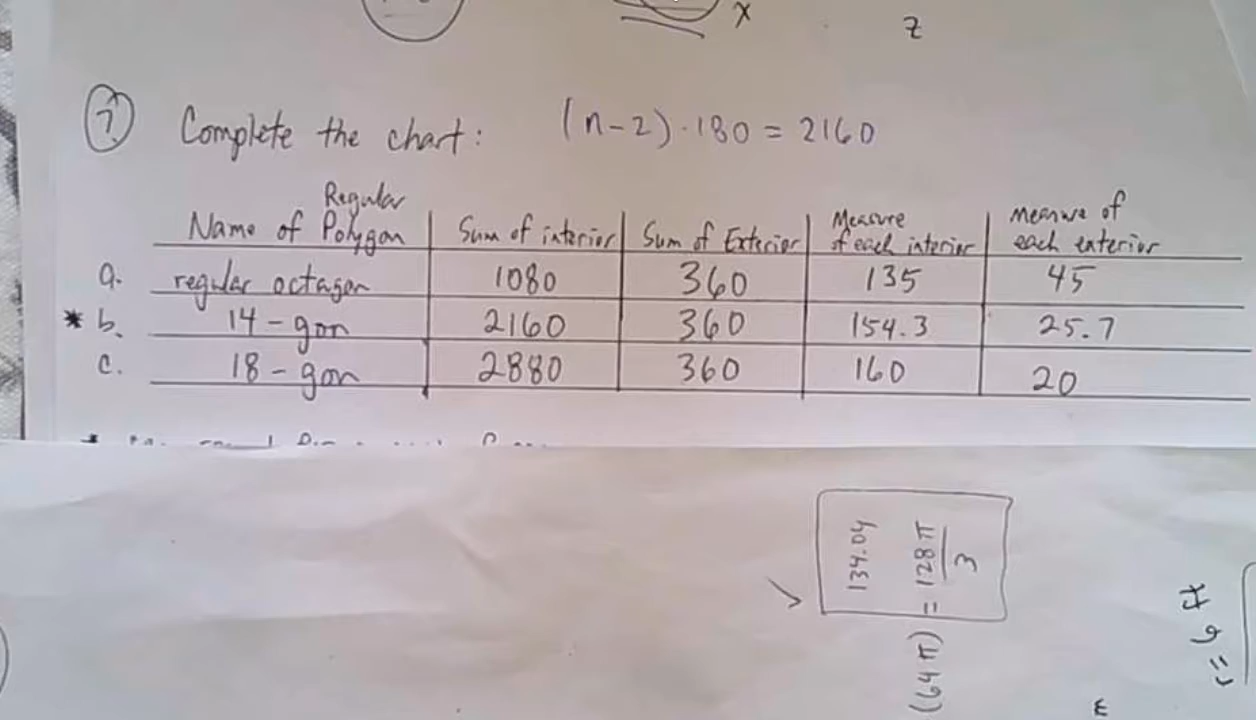 x
z
7.
Complete the chart: (n-2)·180 = 2160
Name of Regular Polygon | Sum of interior | Sum of Exterior | Measure of each interior | Measure of each exterior
a. regular octagon | 1080 | 360 | 135 | 45
* b. 14-gon | 2160 | 360 | 154.3 | 25.7
c. 18-gon | 2880 | 360 | 160 | 20
134.04
(64π) = 128π/3
r = 6 ft